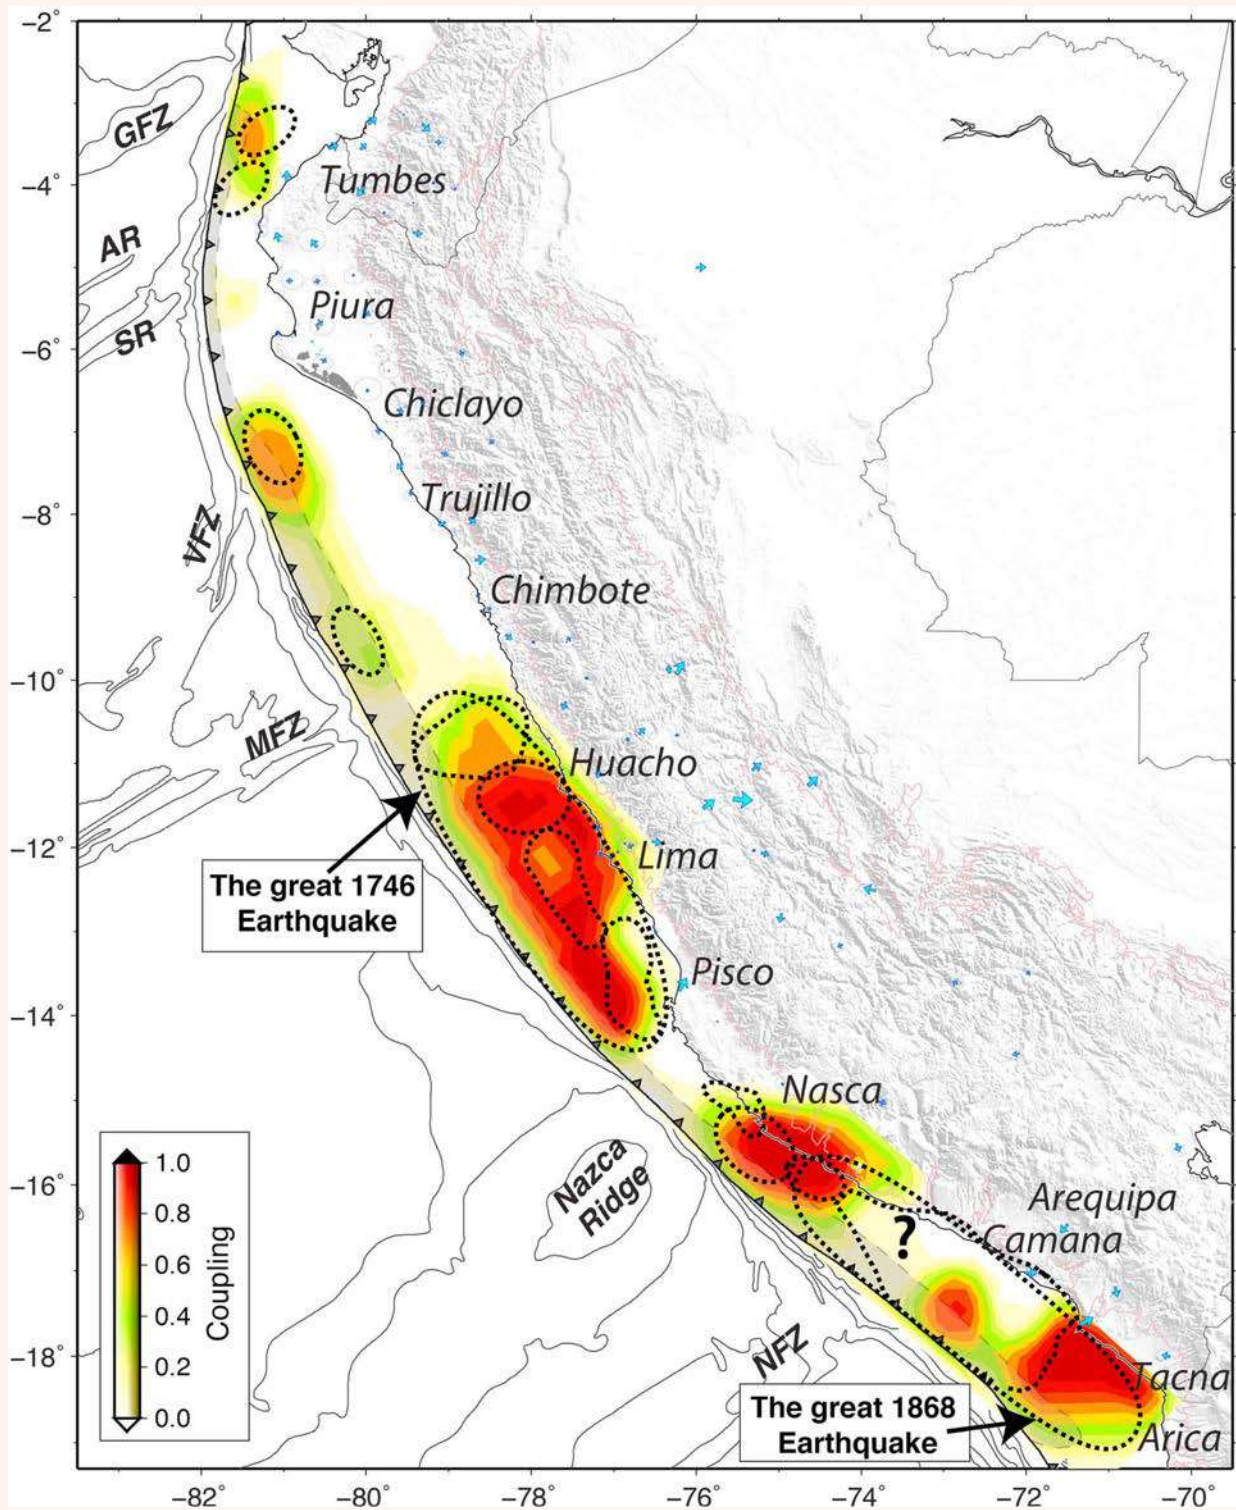 −2°
GFZ
−4°
Tumbes
AR
Piura
SR
−6°
Chiclayo
Trujillo
−8°
VFZ
Chimbote
−10°
MFZ
Huacho
−12°
Lima
The great 1746
Earthquake
Pisco
−14°
Nasca
1.0
0.8
0.6
0.4
0.2
0.0
Coupling
Nazca
Ridge
−16°
Arequipa
?
Camana
NFZ
−18°
Tacna
The great 1868
Earthquake
Arica
−82° −80° −78° −76° −74° −72° −70°